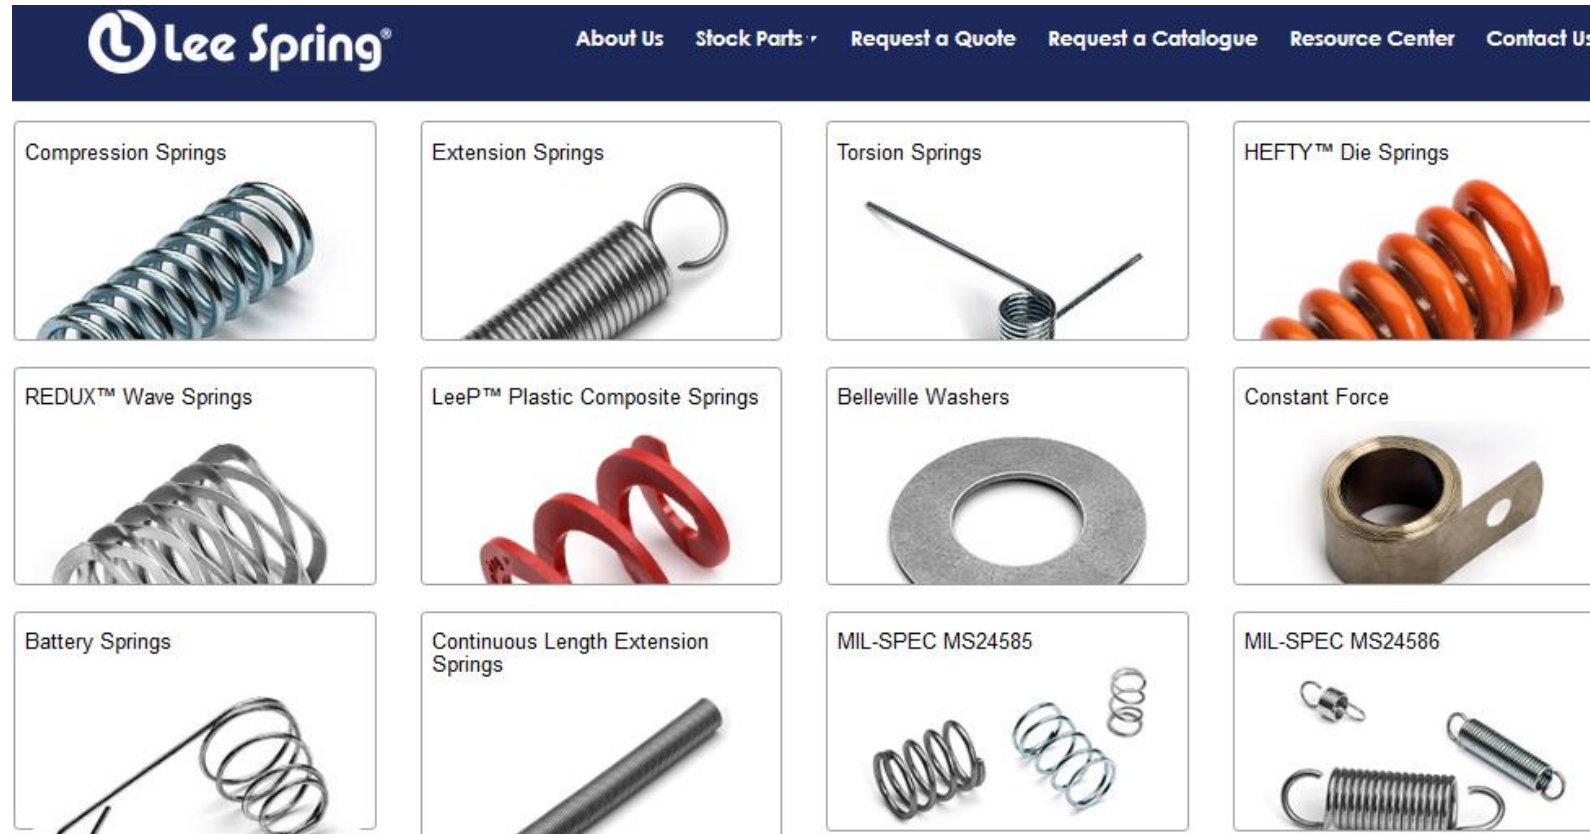 Lee Spring®
About Us Stock Parts Request a Quote Request a Catalogue Resource Center Contact Us
Compression Springs
Extension Springs
Torsion Springs
HEFTY™ Die Springs
REDUX™ Wave Springs
LeeP™ Plastic Composite Springs
Belleville Washers
Constant Force
Battery Springs
Continuous Length Extension
Springs
MIL-SPEC MS24585
MIL-SPEC MS24586